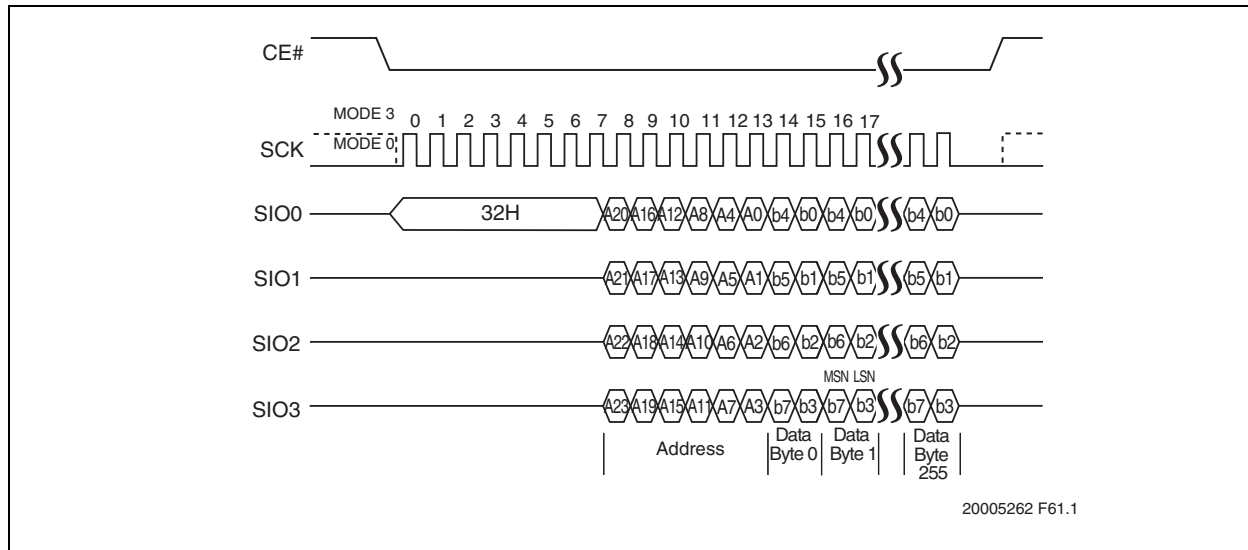 CE#
MODE 3
0 1 2 3 4 5 6 7 8 9 10 11 12 13 14 15 16 17
SCK
MODE 0
SIO0
32H
A20 A16 A12 A8 A4 A0 b4 b0 b4 b0 b4 b0
SIO1
A21 A17 A13 A9 A5 A1 b5 b1 b5 b1 b5 b1
SIO2
A22 A18 A14 A10 A6 A2 b6 b2 b6 b2 b6 b2
MSN LSN
SIO3
A23 A19 A15 A11 A7 A3 b7 b3 b7 b3 b7 b3
Address
Data
Byte 0
Data
Byte 1
Data
Byte
255
20005262 F61.1